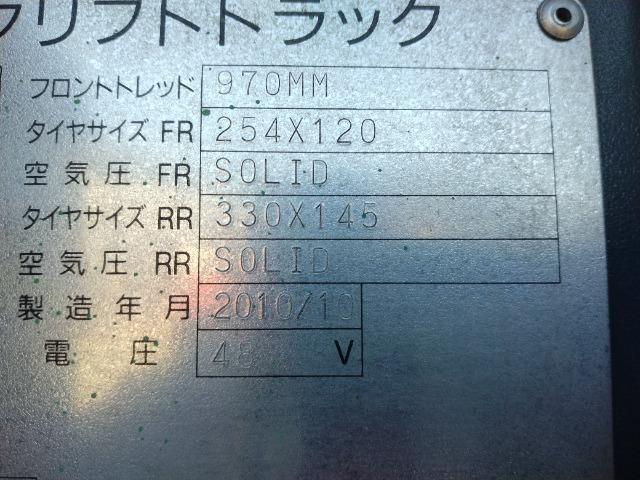 フリフトトラック
フロントトレッド 970MM
タイヤサイズ FR 254X120
空気圧 FR SOLID
タイヤサイズ RR 330X145
空気圧 RR SOLID
製造年月 2010/10
電圧 48 V